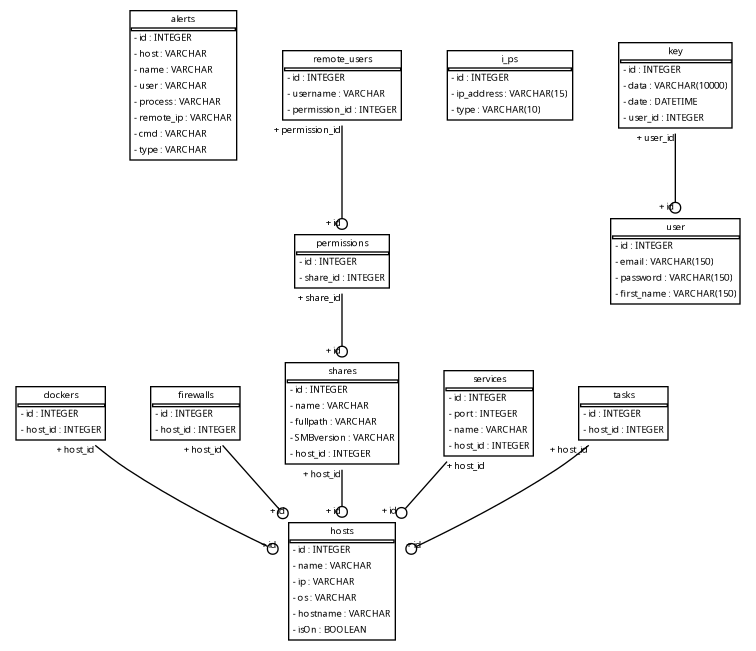 alerts
- id : INTEGER
- host : VARCHAR
- name : VARCHAR
- user : VARCHAR
- process : VARCHAR
- remote_ip : VARCHAR
- cmd : VARCHAR
- type : VARCHAR
remote_users
- id : INTEGER
- username : VARCHAR
- permission_id : INTEGER
+ permission_id
i_ps
- id : INTEGER
- ip_address : VARCHAR(15)
- type : VARCHAR(10)
key
- id : INTEGER
- data : VARCHAR(10000)
- date : DATETIME
- user_id : INTEGER
+ user_id
+ id
user
- id : INTEGER
- email : VARCHAR(150)
- password : VARCHAR(150)
- first_name : VARCHAR(150)
+ id
permissions
- id : INTEGER
- share_id : INTEGER
+ share_id
+ id
dockers
- id : INTEGER
- host_id : INTEGER
+ host_id
firewalls
- id : INTEGER
- host_id : INTEGER
+ host_id
shares
- id : INTEGER
- name : VARCHAR
- fullpath : VARCHAR
- SMBversion : VARCHAR
- host_id : INTEGER
+ host_id
services
- id : INTEGER
- port : INTEGER
- name : VARCHAR
- host_id : INTEGER
+ host_id
tasks
- id : INTEGER
- host_id : INTEGER
+ host_id
+ id
+ id
+ id
+ id
+ id
hosts
- id : INTEGER
- name : VARCHAR
- ip : VARCHAR
- os : VARCHAR
- hostname : VARCHAR
- isOn : BOOLEAN